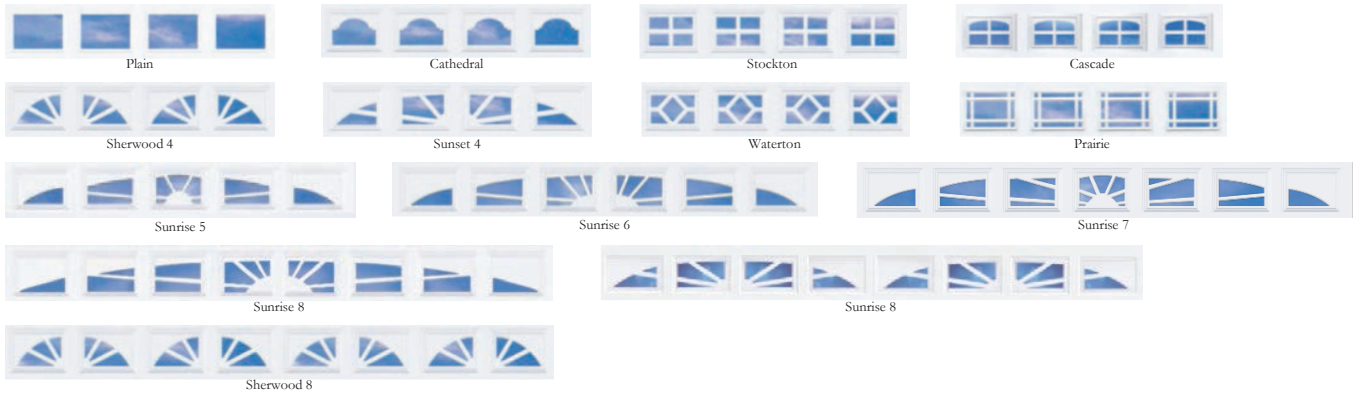 Plain
Cathedral
Stockton
Cascade
Sherwood 4
Sunset 4
Waterton
Prairie
Sunrise 5
Sunrise 6
Sunrise 7
Sunrise 8
Sunrise 8
Sherwood 8